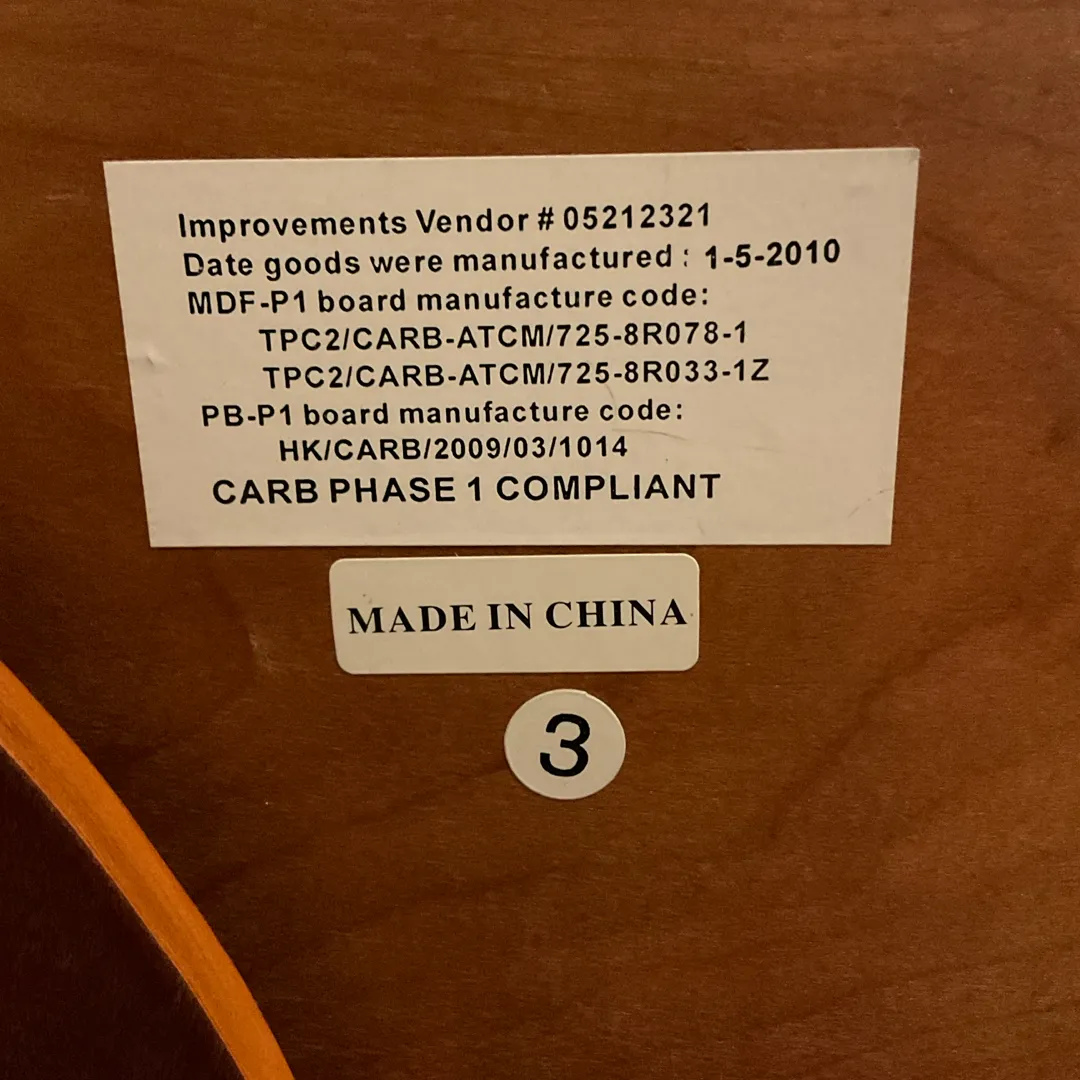 Improvements Vendor # 05212321
Date goods were manufactured : 1-5-2010
MDF-P1 board manufacture code:
TPC2/CARB-ATCM/725-8R078-1
TPC2/CARB-ATCM/725-8R033-1Z
PB-P1 board manufacture code:
HK/CARB/2009/03/1014
CARB PHASE 1 COMPLIANT
MADE IN CHINA
3